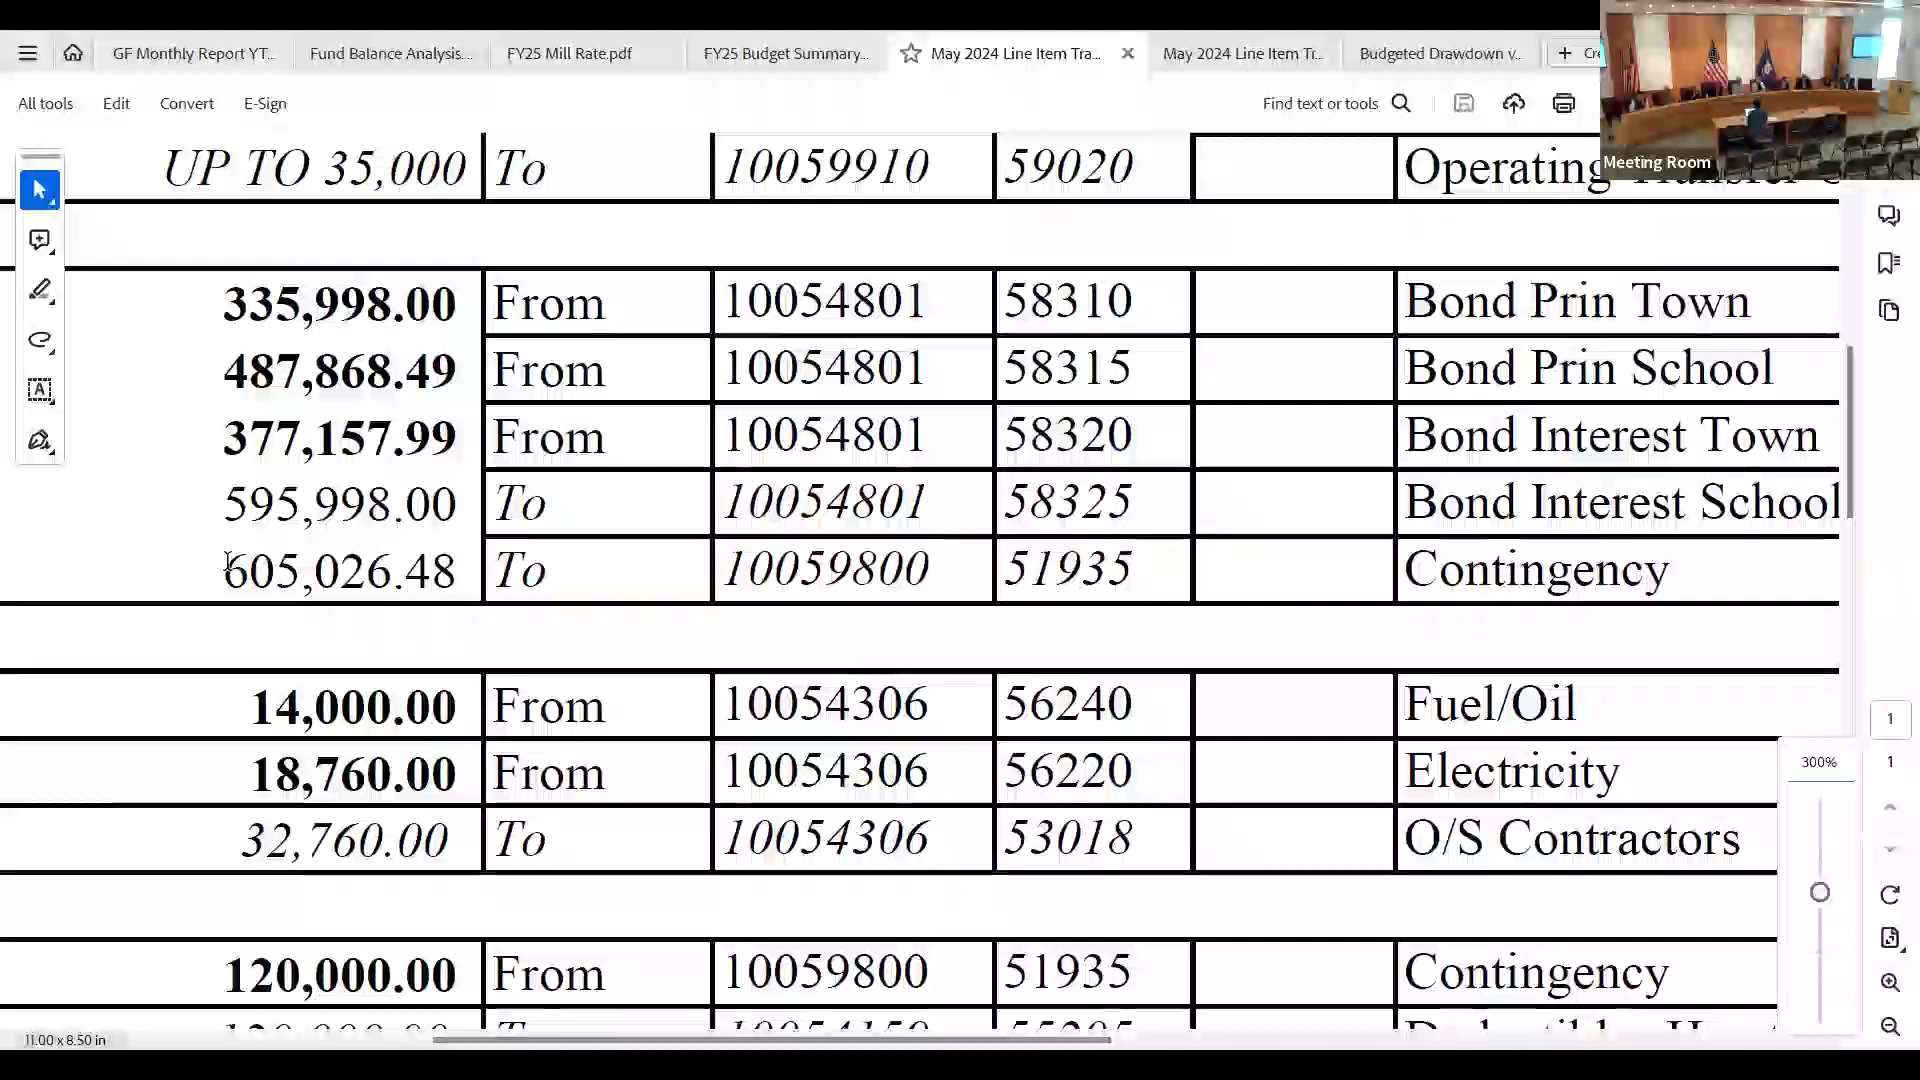 GF Monthly Report YT... Fund Balance Analysis... FY25 Mill Rate.pdf FY25 Budget Summary... May 2024 Line Item Tra... May 2024 Line Item Tr... Budgeted Drawdown v... + Cr
All tools Edit Convert E-Sign Find text or tools
Meeting Room
UP TO 35,000 To 10059910 59020 Operating
335,998.00 From 10054801 58310 Bond Prin Town
487,868.49 From 10054801 58315 Bond Prin School
377,157.99 From 10054801 58320 Bond Interest Town
595,998.00 To 10054801 58325 Bond Interest School
605,026.48 To 10059800 51935 Contingency
14,000.00 From 10054306 56240 Fuel/Oil
18,760.00 From 10054306 56220 Electricity
32,760.00 To 10054306 53018 O/S Contractors
120,000.00 From 10059800 51935 Contingency
1
300% 1
11.00 x 8.50 in